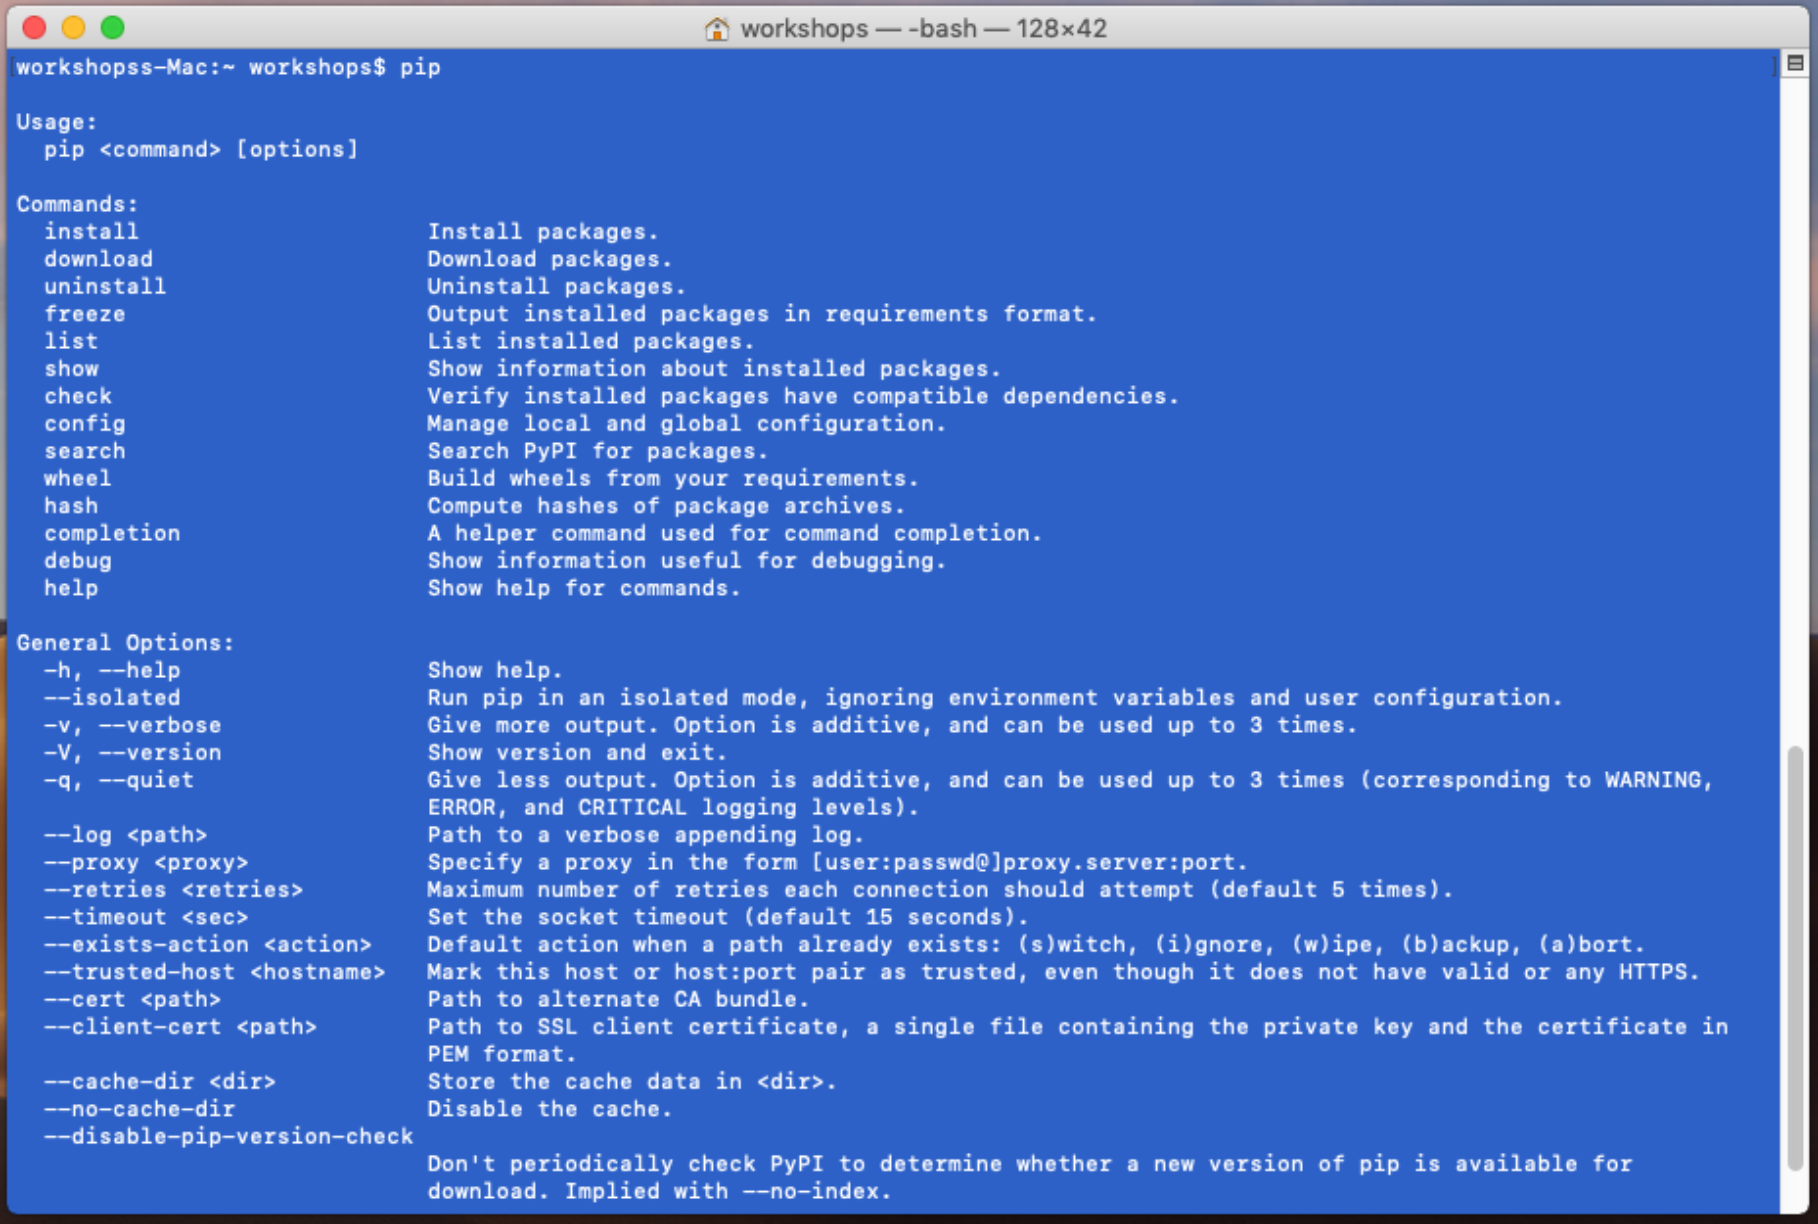 workshops — -bash — 128×42
workshopss-Mac:~ workshops$ pip
Usage:
  pip <command> [options]
Commands:
  install                     Install packages.
  download                    Download packages.
  uninstall                   Uninstall packages.
  freeze                      Output installed packages in requirements format.
  list                        List installed packages.
  show                        Show information about installed packages.
  check                       Verify installed packages have compatible dependencies.
  config                      Manage local and global configuration.
  search                      Search PyPI for packages.
  wheel                       Build wheels from your requirements.
  hash                        Compute hashes of package archives.
  completion                  A helper command used for command completion.
  debug                       Show information useful for debugging.
  help                        Show help for commands.
General Options:
  -h, --help                  Show help.
  --isolated                  Run pip in an isolated mode, ignoring environment variables and user configuration.
  -v, --verbose               Give more output. Option is additive, and can be used up to 3 times.
  -V, --version               Show version and exit.
  -q, --quiet                 Give less output. Option is additive, and can be used up to 3 times (corresponding to WARNING,
                              ERROR, and CRITICAL logging levels).
  --log <path>                Path to a verbose appending log.
  --proxy <proxy>             Specify a proxy in the form [user:passwd@]proxy.server:port.
  --retries <retries>         Maximum number of retries each connection should attempt (default 5 times).
  --timeout <sec>             Set the socket timeout (default 15 seconds).
  --exists-action <action>    Default action when a path already exists: (s)witch, (i)gnore, (w)ipe, (b)ackup, (a)bort.
  --trusted-host <hostname>   Mark this host or host:port pair as trusted, even though it does not have valid or any HTTPS.
  --cert <path>               Path to alternate CA bundle.
  --client-cert <path>        Path to SSL client certificate, a single file containing the private key and the certificate in
                              PEM format.
  --cache-dir <dir>           Store the cache data in <dir>.
  --no-cache-dir              Disable the cache.
  --disable-pip-version-check
                              Don't periodically check PyPI to determine whether a new version of pip is available for
                              download. Implied with --no-index.